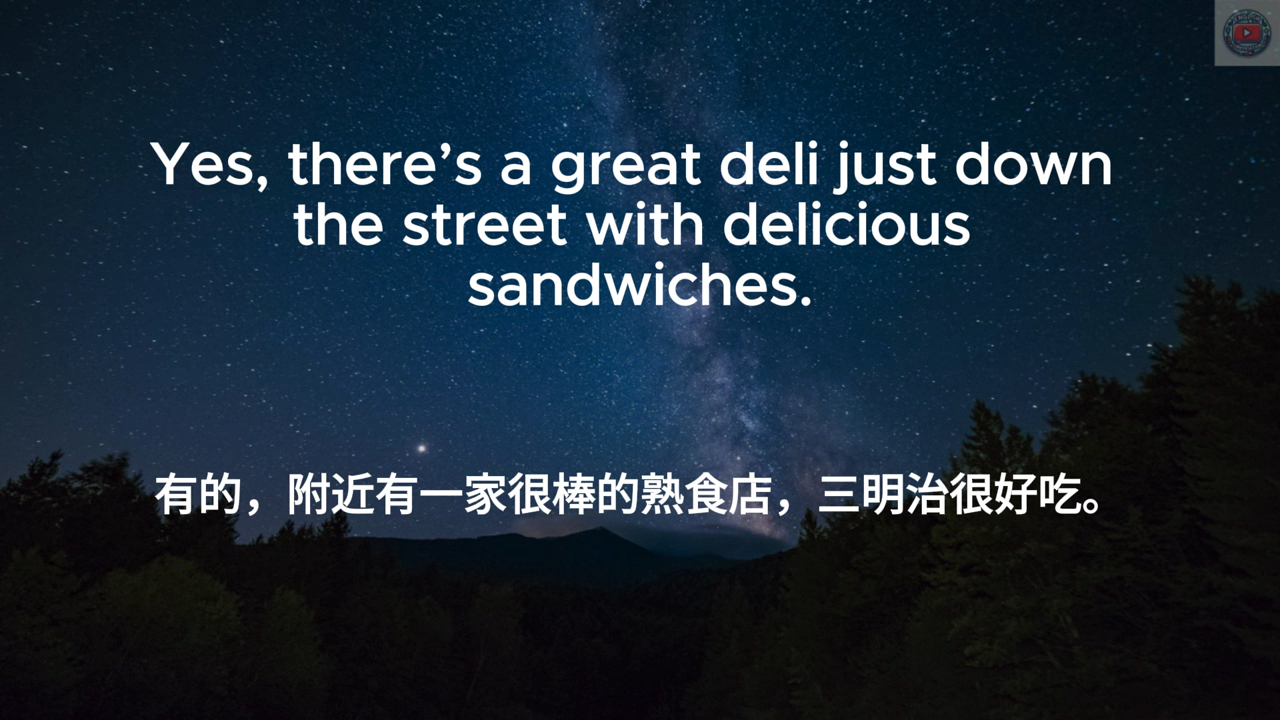 Yes, there’s a great deli just down
the street with delicious
sandwiches.
有的，附近有一家很棒的熟食店，三明治很好吃。